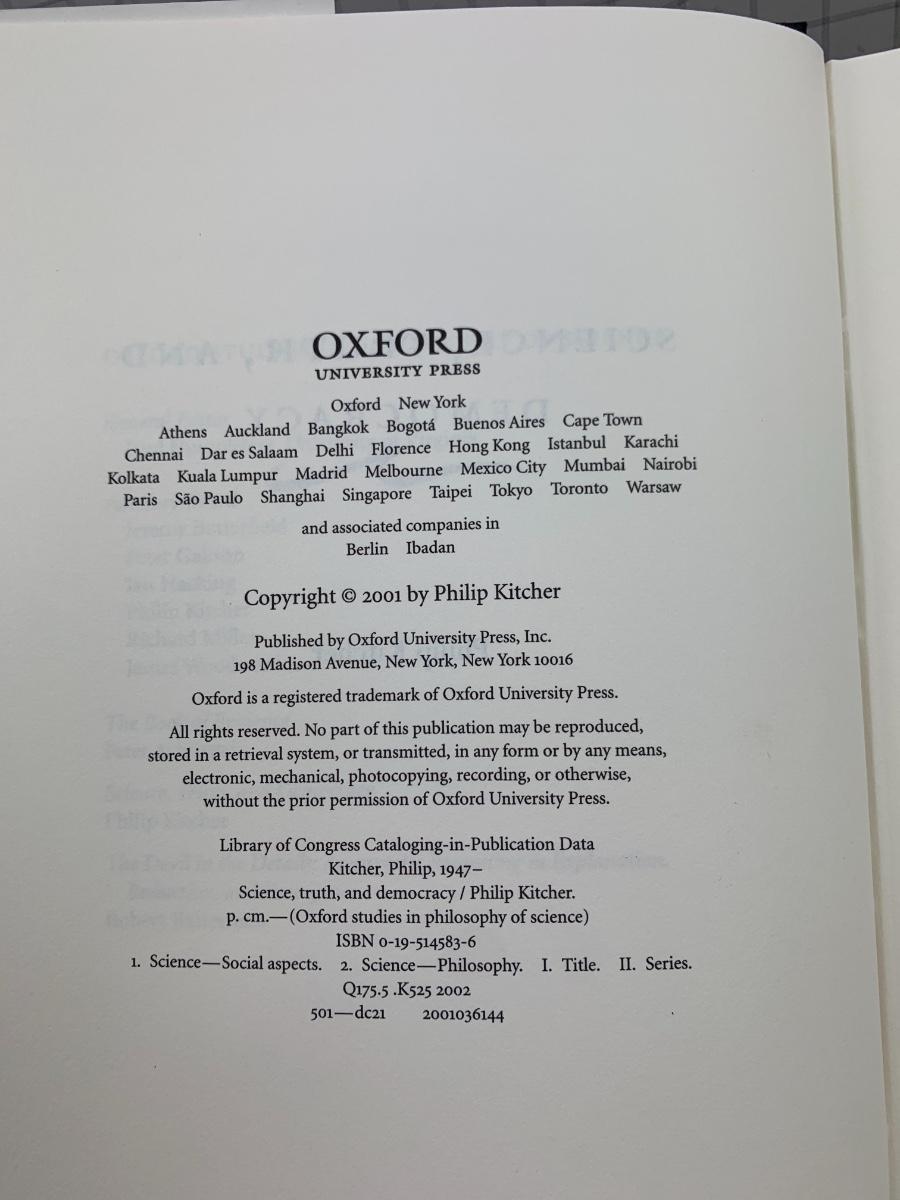 OXFORD
UNIVERSITY PRESS
Oxford New York
Athens Auckland Bangkok Bogotá Buenos Aires Cape Town
Chennai Dar es Salaam Delhi Florence Hong Kong Istanbul Karachi
Kolkata Kuala Lumpur Madrid Melbourne Mexico City Mumbai Nairobi
Paris São Paulo Shanghai Singapore Taipei Tokyo Toronto Warsaw
and associated companies in
Berlin Ibadan
Copyright © 2001 by Philip Kitcher
Published by Oxford University Press, Inc.
198 Madison Avenue, New York, New York 10016
Oxford is a registered trademark of Oxford University Press.
All rights reserved. No part of this publication may be reproduced,
stored in a retrieval system, or transmitted, in any form or by any means,
electronic, mechanical, photocopying, recording, or otherwise,
without the prior permission of Oxford University Press.
Library of Congress Cataloging-in-Publication Data
Kitcher, Philip, 1947–
Science, truth, and democracy / Philip Kitcher.
p. cm.—(Oxford studies in philosophy of science)
ISBN 0-19-514583-6
1. Science—Social aspects. 2. Science—Philosophy. I. Title. II. Series.
Q175.5 .K525 2002
501—dc21 2001036144